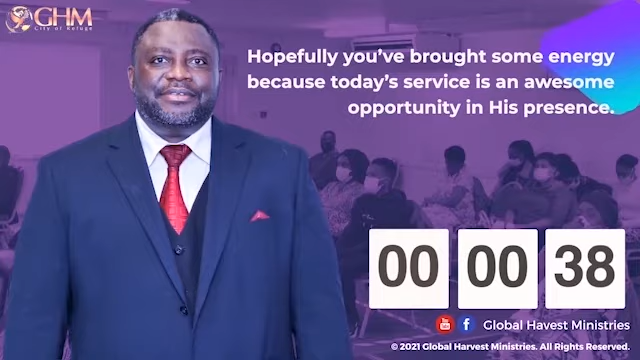 GHM
City of Refuge
Hopefully you've brought some energy
because today's service is an awesome
opportunity in His presence.
00 00 38
Global Havest Ministries
© 2021 Global Harvest Ministries. All Rights Reserved.